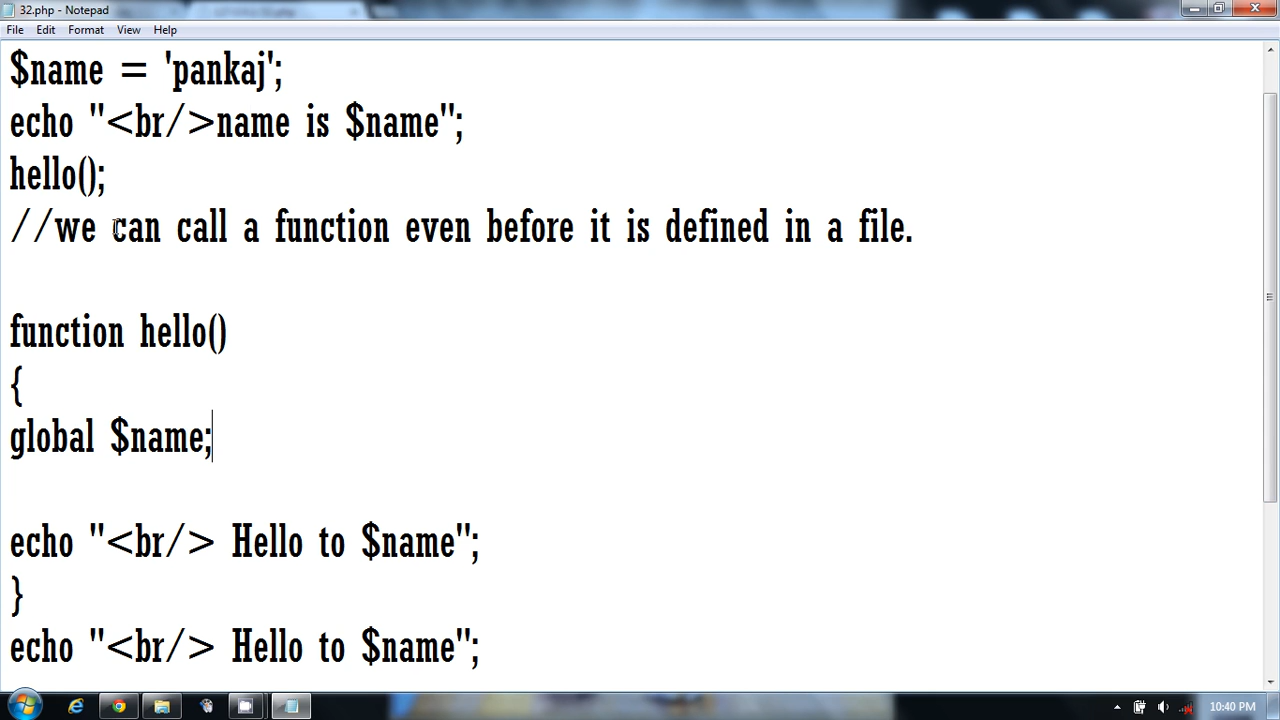 32.php - Notepad
File Edit Format View Help
$name = 'pankaj';
echo "<br/>name is $name";
hello();
//we can call a function even before it is defined in a file.
function hello()
{
global $name;
echo "<br/> Hello to $name";
}
echo "<br/> Hello to $name";
10:40 PM